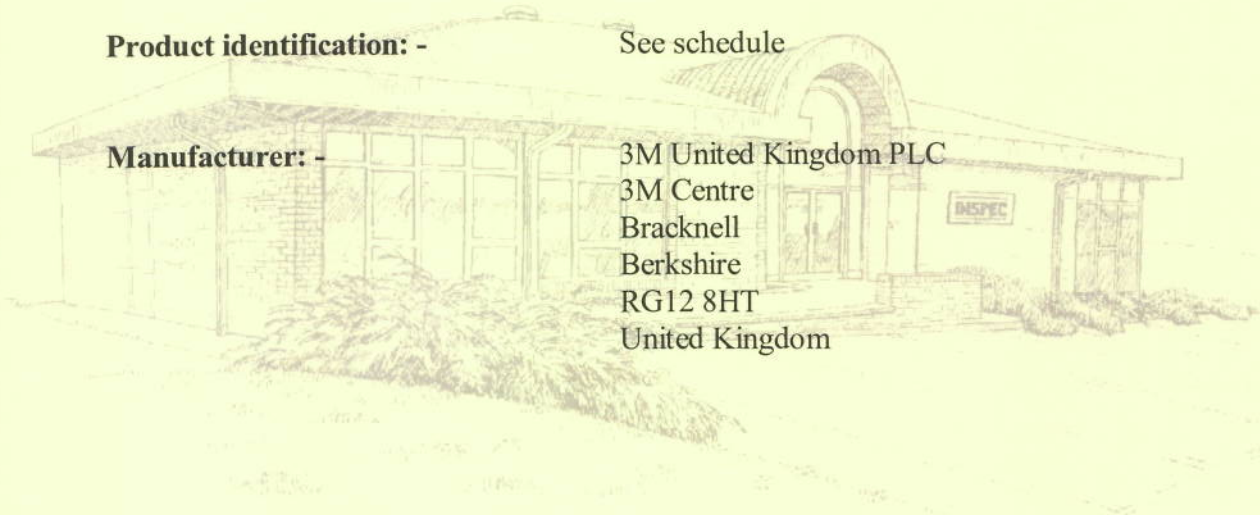 Product identification: - See schedule
Manufacturer: - 3M United Kingdom PLC
3M Centre
Bracknell
Berkshire
RG12 8HT
United Kingdom
INSPEC